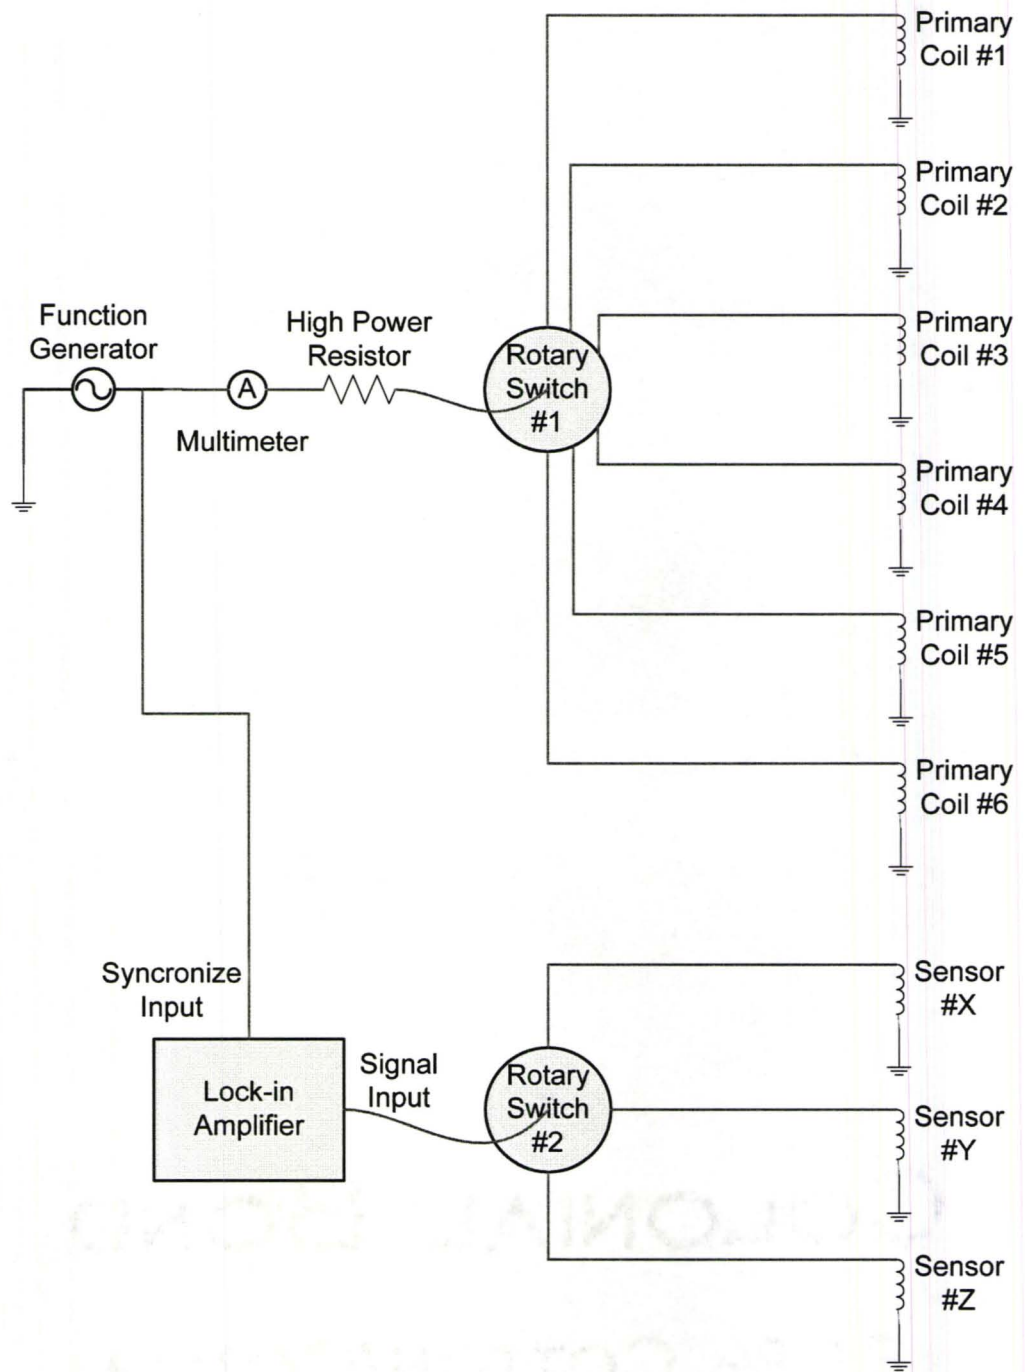 Primary
Coil #1
Primary
Coil #2
Function
Generator
High Power
Resistor
Rotary
Switch
#1
Primary
Coil #3
A
Multimeter
Primary
Coil #4
Primary
Coil #5
Primary
Coil #6
Syncronize
Input
Lock-in
Amplifier
Signal
Input
Rotary
Switch
#2
Sensor
#X
Sensor
#Y
Sensor
#Z